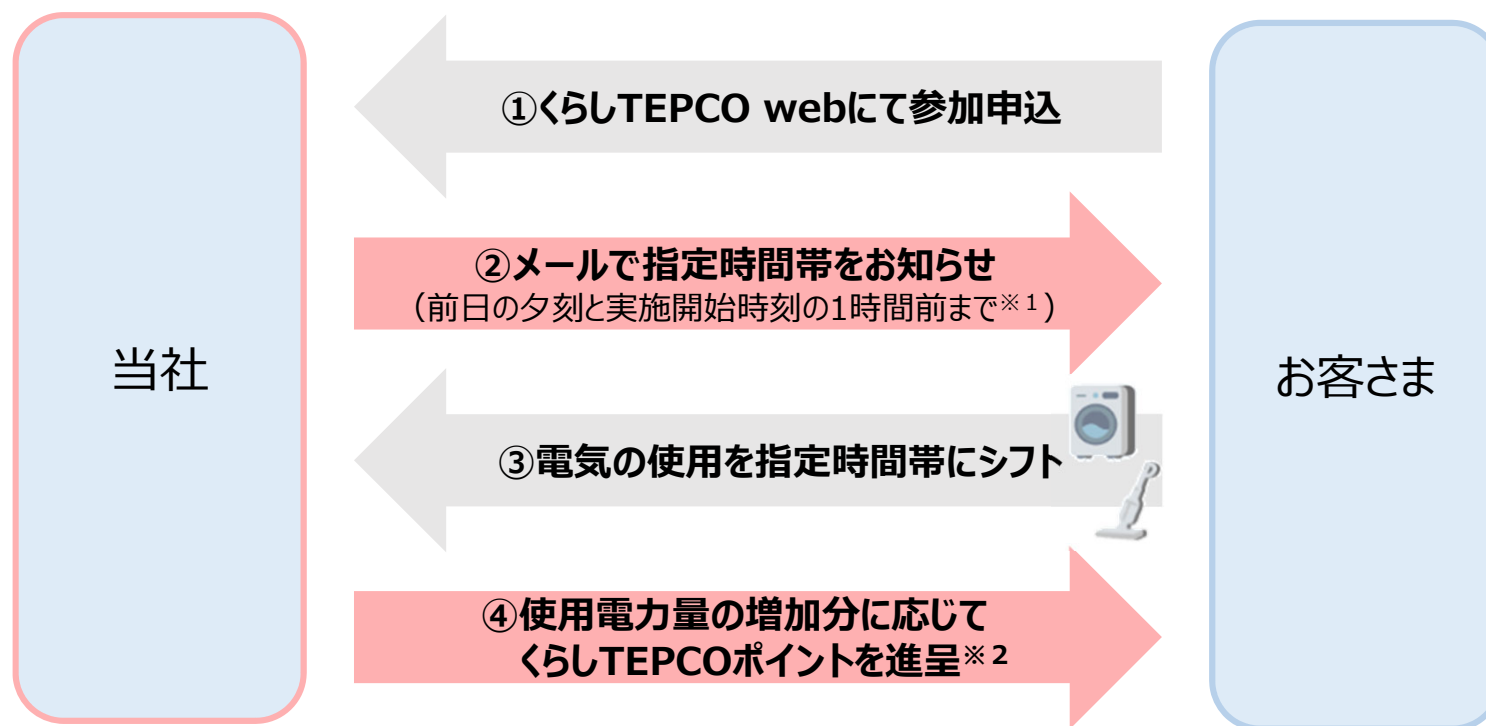 ①くらしTEPCO webにて参加申込
②メールで指定時間帯をお知らせ
（前日の夕刻と実施開始時刻の1時間前まで※1）
当社
お客さま
③電気の使用を指定時間帯にシフト
④使用電力量の増加分に応じて
くらしTEPCOポイントを進呈※2